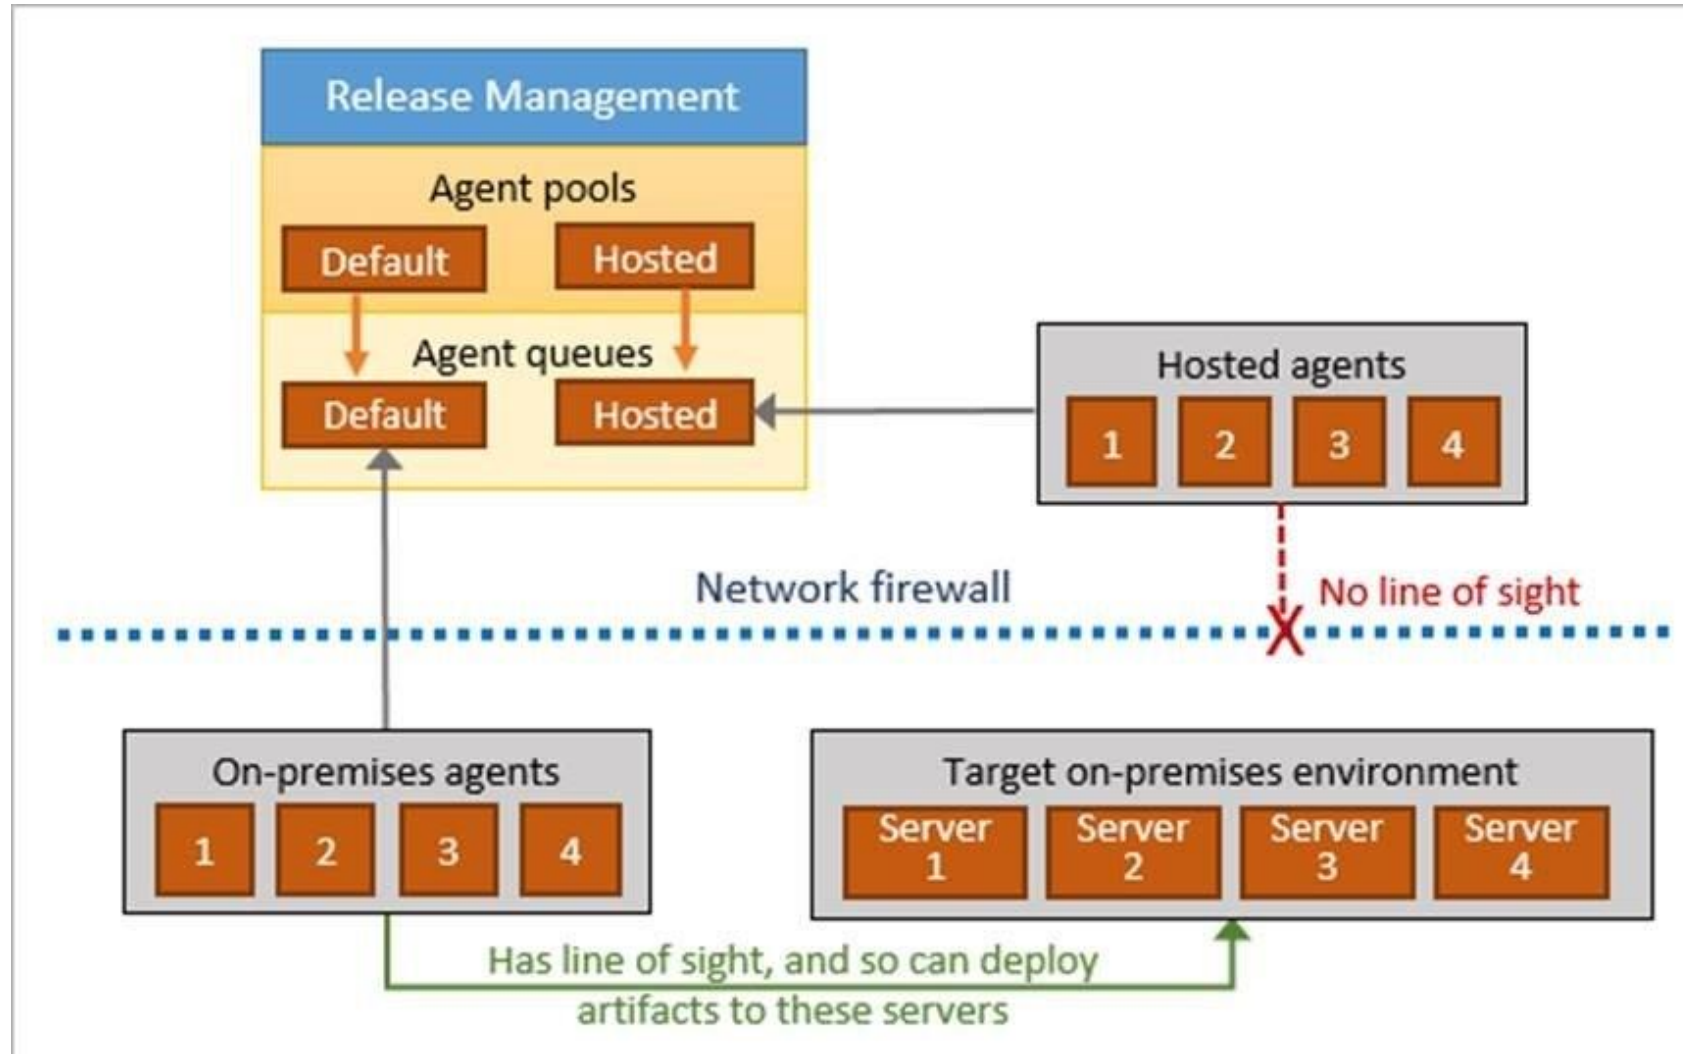 Release Management
Agent pools
Default
Hosted
Agent queues
Default
Hosted
Hosted agents
1
2
3
4
Network firewall
No line of sight
X
On-premises agents
1
2
3
4
Target on-premises environment
Server
1
Server
2
Server
3
Server
4
Has line of sight, and so can deploy
artifacts to these servers